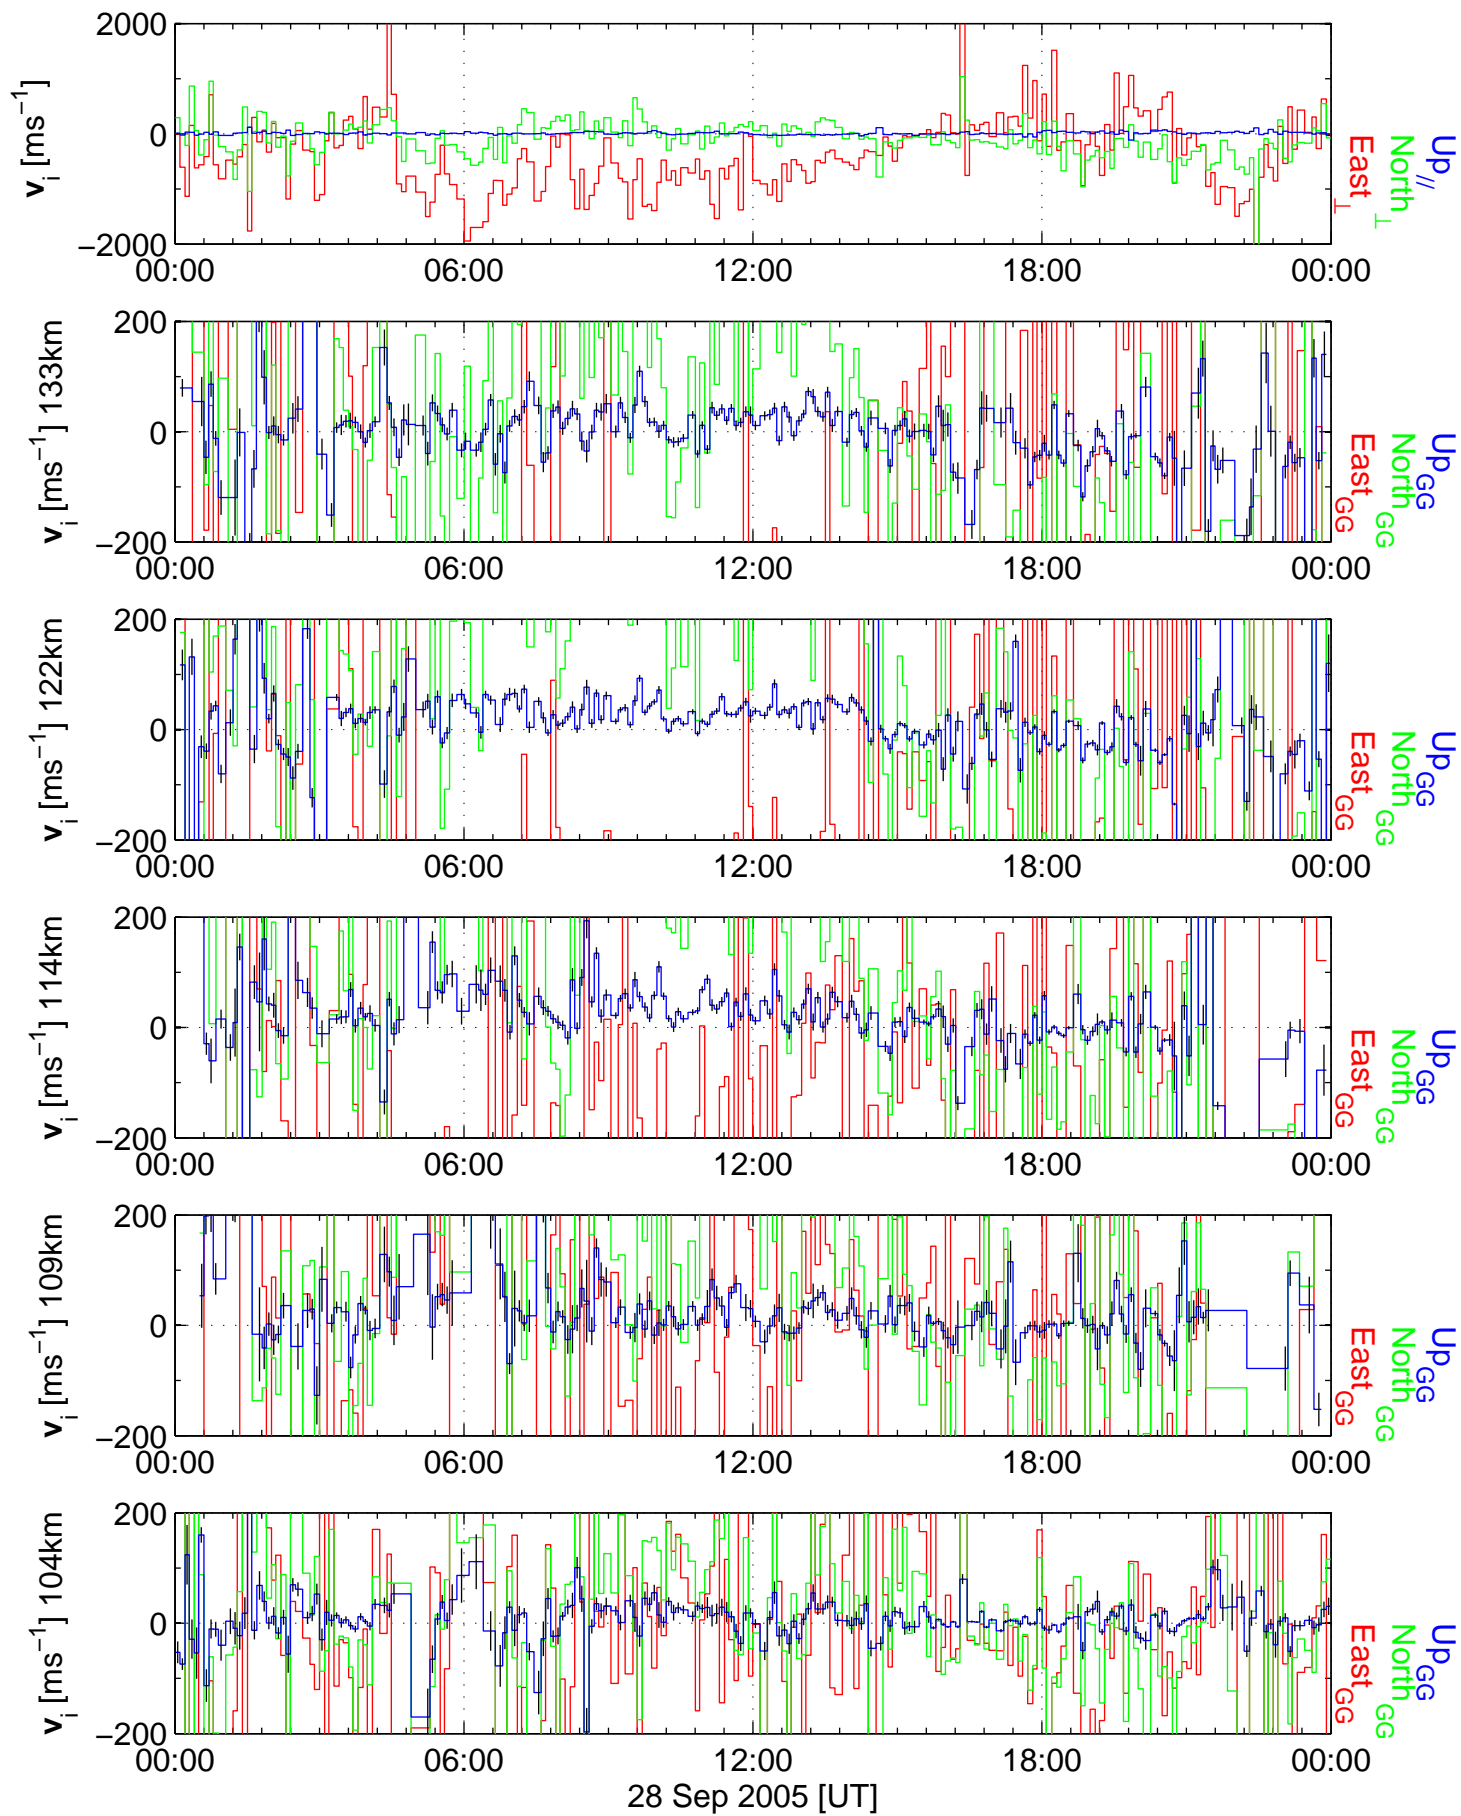 2000
0
−2000
v_i [ms⁻¹]
00:00 06:00 12:00 18:00 00:00
East_⊥
North_⊥
Up_//
200
0
−200
v_i [ms⁻¹] 133km
00:00 06:00 12:00 18:00 00:00
East_GG
North_GG
Up_GG
200
0
−200
v_i [ms⁻¹] 122km
00:00 06:00 12:00 18:00 00:00
East_GG
North_GG
Up_GG
200
0
−200
v_i [ms⁻¹] 114km
00:00 06:00 12:00 18:00 00:00
East_GG
North_GG
Up_GG
200
0
−200
v_i [ms⁻¹] 109km
00:00 06:00 12:00 18:00 00:00
East_GG
North_GG
Up_GG
200
0
−200
v_i [ms⁻¹] 104km
00:00 06:00 12:00 18:00 00:00
East_GG
North_GG
Up_GG
28 Sep 2005 [UT]